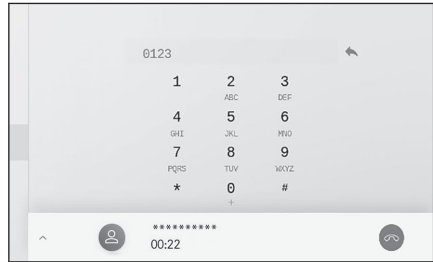 0123
1 2 3
ABC DEF
4 5 6
GHI JKL MNO
7 8 9
PQRS TUV WXYZ
* 0 #
+
**********
00:22